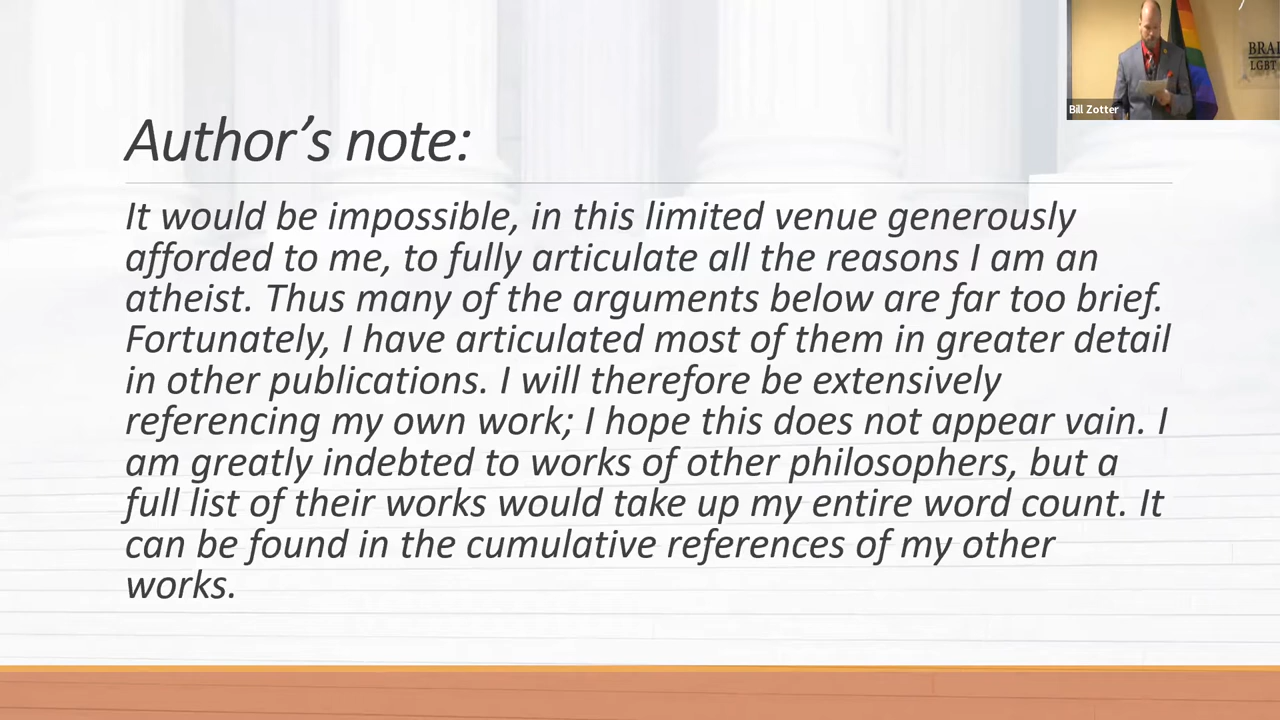 Author's note:
It would be impossible, in this limited venue generously
afforded to me, to fully articulate all the reasons I am an
atheist. Thus many of the arguments below are far too brief.
Fortunately, I have articulated most of them in greater detail
in other publications. I will therefore be extensively
referencing my own work; I hope this does not appear vain. I
am greatly indebted to works of other philosophers, but a
full list of their works would take up my entire word count. It
can be found in the cumulative references of my other
works.
Bill Zotter
LGBT